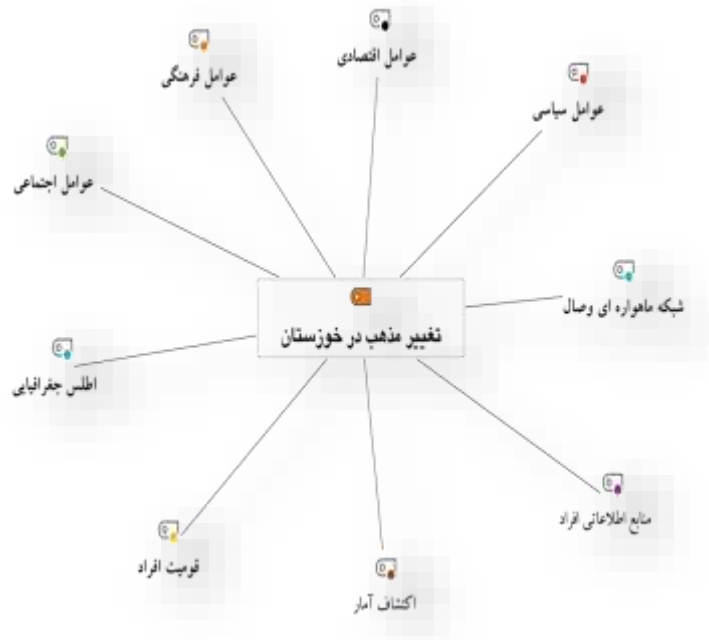 عوامل اقتصادی
عوامل فرهنگی
عوامل سیاسی
عوامل اجتماعی
شبکه ماهواره ای وصال
تغییر مذهب در خوزستان
اطلس جغرافیایی
منابع اطلاعاتی افراد
قومیت افراد
اکتشاف آمار